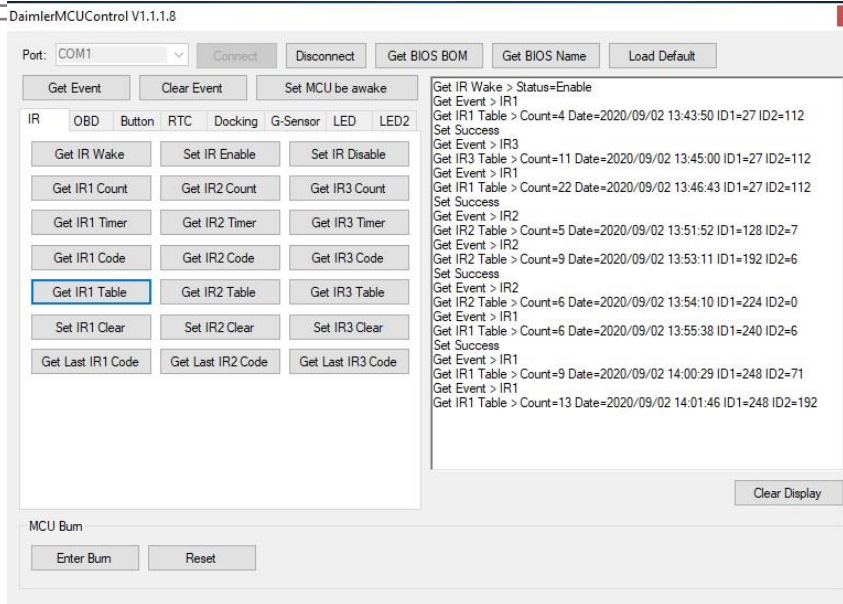 DaimlerMCUControl V1.1.1.8
Port: COM1 Connect Disconnect Get BIOS BOM Get BIOS Name Load Default
Get Event Clear Event Set MCU be awake
IR OBD Button RTC Docking G-Sensor LED LED2
Get IR Wake Set IR Enable Set IR Disable
Get IR1 Count Get IR2 Count Get IR3 Count
Get IR1 Timer Get IR2 Timer Get IR3 Timer
Get IR1 Code Get IR2 Code Get IR3 Code
Get IR1 Table Get IR2 Table Get IR3 Table
Set IR1 Clear Set IR2 Clear Set IR3 Clear
Get Last IR1 Code Get Last IR2 Code Get Last IR3 Code
Get IR Wake > Status=Enable
Get Event > IR1
Get IR1 Table > Count=4 Date=2020/09/02 13:43:50 ID1=27 ID2=112
Set Success
Get Event > IR3
Get IR3 Table > Count=11 Date=2020/09/02 13:45:00 ID1=27 ID2=112
Get Event > IR1
Get IR1 Table > Count=22 Date=2020/09/02 13:46:43 ID1=27 ID2=112
Set Success
Get Event > IR2
Get IR2 Table > Count=5 Date=2020/09/02 13:51:52 ID1=128 ID2=7
Get Event > IR2
Get IR2 Table > Count=9 Date=2020/09/02 13:53:11 ID1=192 ID2=6
Set Success
Get Event > IR2
Get IR2 Table > Count=6 Date=2020/09/02 13:54:10 ID1=224 ID2=0
Get Event > IR1
Get IR1 Table > Count=6 Date=2020/09/02 13:55:38 ID1=240 ID2=6
Set Success
Get Event > IR1
Get IR1 Table > Count=9 Date=2020/09/02 14:00:29 ID1=248 ID2=71
Get Event > IR1
Get IR1 Table > Count=13 Date=2020/09/02 14:01:46 ID1=248 ID2=192
Clear Display
MCU Burn
Enter Burn Reset